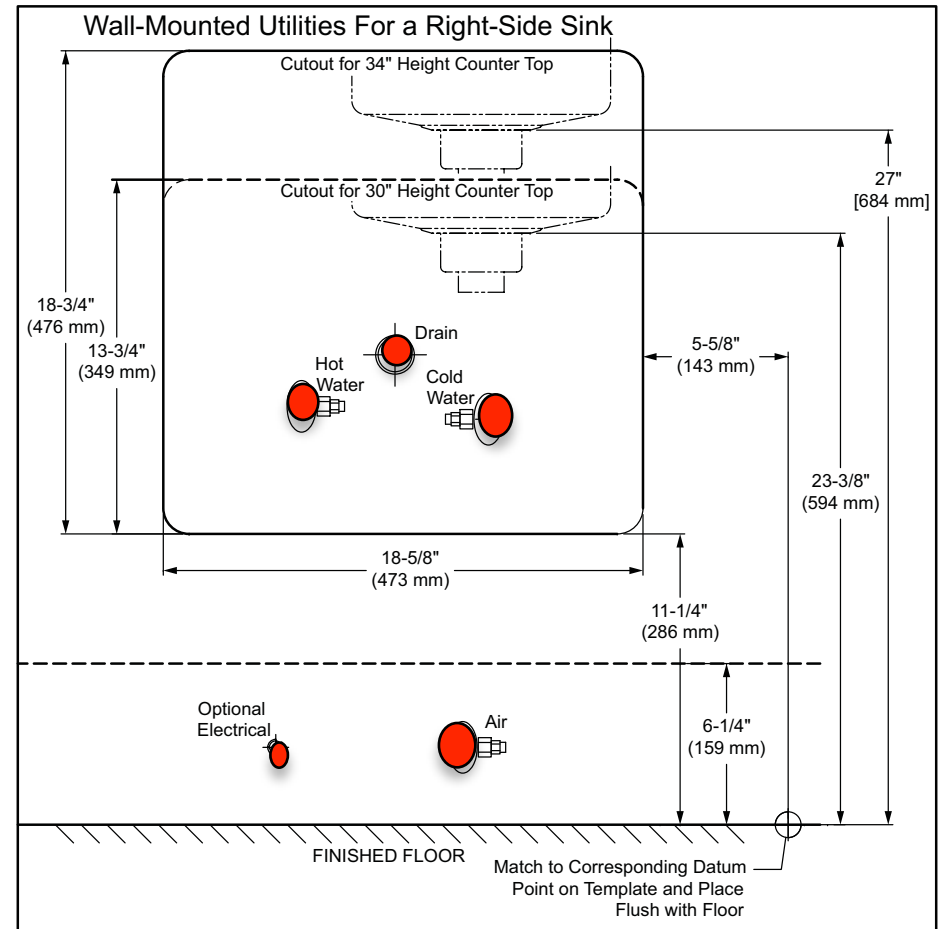 Wall-Mounted Utilities For a Right-Side Sink
Cutout for 34" Height Counter Top
27"
[684 mm]
Cutout for 30" Height Counter Top
18-3/4"
(476 mm)
13-3/4"
(349 mm)
Drain
Hot
Water
Cold
Water
5-5/8"
(143 mm)
23-3/8"
(594 mm)
18-5/8"
(473 mm)
11-1/4"
(286 mm)
Optional
Electrical
Air
6-1/4"
(159 mm)
FINISHED FLOOR
Match to Corresponding Datum
Point on Template and Place
Flush with Floor